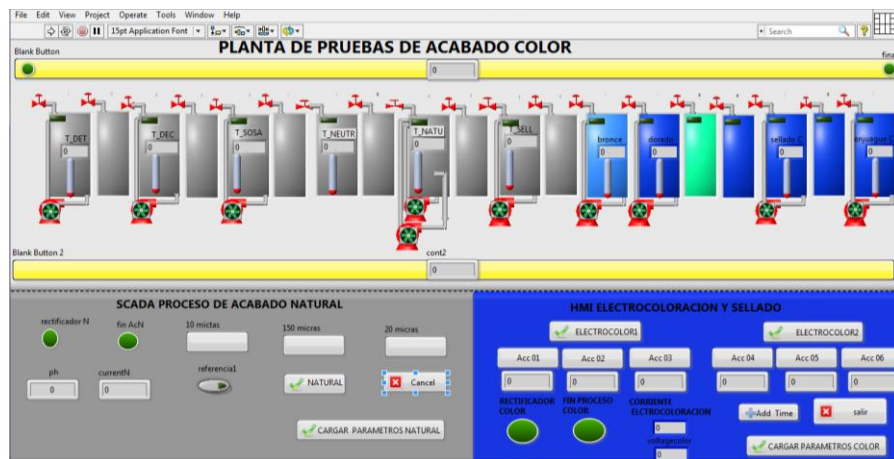 File Edit View Project Operate Tools Window Help
15pt Application Font
Search
PLANTA DE PRUEBAS DE ACABADO COLOR
Blank Button
fina
0
T_DET
0
T_DEC
0
T_SOSA
0
T_NEUTR
0
T_NATU
0
T_SELL
0
bronce
0
dorado
0
sellado C
0
enjuague C
0
Blank Button 2
cont2
0
SCADA PROCESO DE ACABADO NATURAL
rectificador N
fin AcN
10 mictas
150 micras
20 micras
ph
0
currentN
0
referencia1
NATURAL
Cancel
CARGAR PARAMETROS NATURAL
HMI ELECTROCOLORACION Y SELLADO
ELECTROCOLOR1
ELECTROCOLOR2
Acc 01
Acc 02
Acc 03
Acc 04
Acc 05
Acc 06
0
0
0
0
0
0
RECTIFICADOR
COLOR
FIN PROCESO
COLOR
CORRIENTE
ELCTROCOLORACION
0
voltagecolor
0
Add Time
salir
CARGAR PARAMETROS COLOR